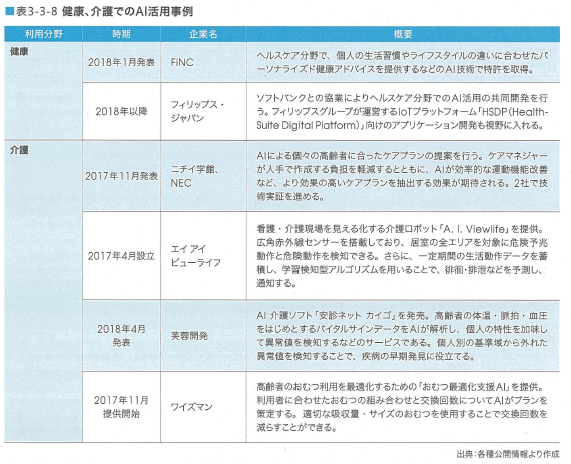 ■表3-3-8 健康、介護でのAI活用事例
利用分野 時期 企業名 概要
健康
2018年1月発表 FiNC
ヘルスケア分野で、個人の生活習慣やライフスタイルの違いに合わせたパ
ーソナライズド健康アドバイスを提供するなどのAI技術で特許を取得。
2018年以降
フィリップス・
ジャパン
ソフトバンクとの協業によりヘルスケア分野でのAI活用の共同開発を行
う。フィリップスグループが運営するIoTプラットフォーム「HSDP(Health-
Suite Digital Platform)」向けのアプリケーション開発も視野に入れる。
介護
2017年11月発表
ニチイ学館、
NEC
AIによる個々の高齢者に合ったケアプランの提案を行う。ケアマネジャー
が人手で作成する負担を軽減するとともに、AIが効率的な運動機能改善
など、より効果の高いケアプランを抽出する効果が期待される。2社で技
術実証を進める。
2017年4月設立
エイ アイ
ビューライフ
看護・介護現場を見える化する介護ロボット「A. I. Viewlife」を提供。
広角赤外線センサーを搭載しており、居室の全エリアを対象に危険予兆
動作と危険動作を検知できる。さらに、一定期間の生活動作データを蓄
積し、学習検知型アルゴリズムを用いることで、徘徊・排泄などを予測し、
通知する。
2018年4月
発表
芙蓉開発
AI 介護ソフト「安診ネット カイゴ」を発売。高齢者の体温・脈拍・血圧
をはじめとするバイタルサインデータをAIが解析し、個人の特性を加味し
て異常値を検知するなどのサービスである。個人別の基準域から外れた
異常値を検知することで、疾病の早期発見に役立てる。
2017年11月
提供開始
ワイズマン
高齢者のおむつ利用を最適化するための「おむつ最適化支援AI」を提供。
利用者に合わせたおむつの組み合わせと交換回数についてAIがプランを
策定する。適切な吸収量・サイズのおむつを使用することで交換回数を
減らすことができる。
出典：各種公開情報より作成